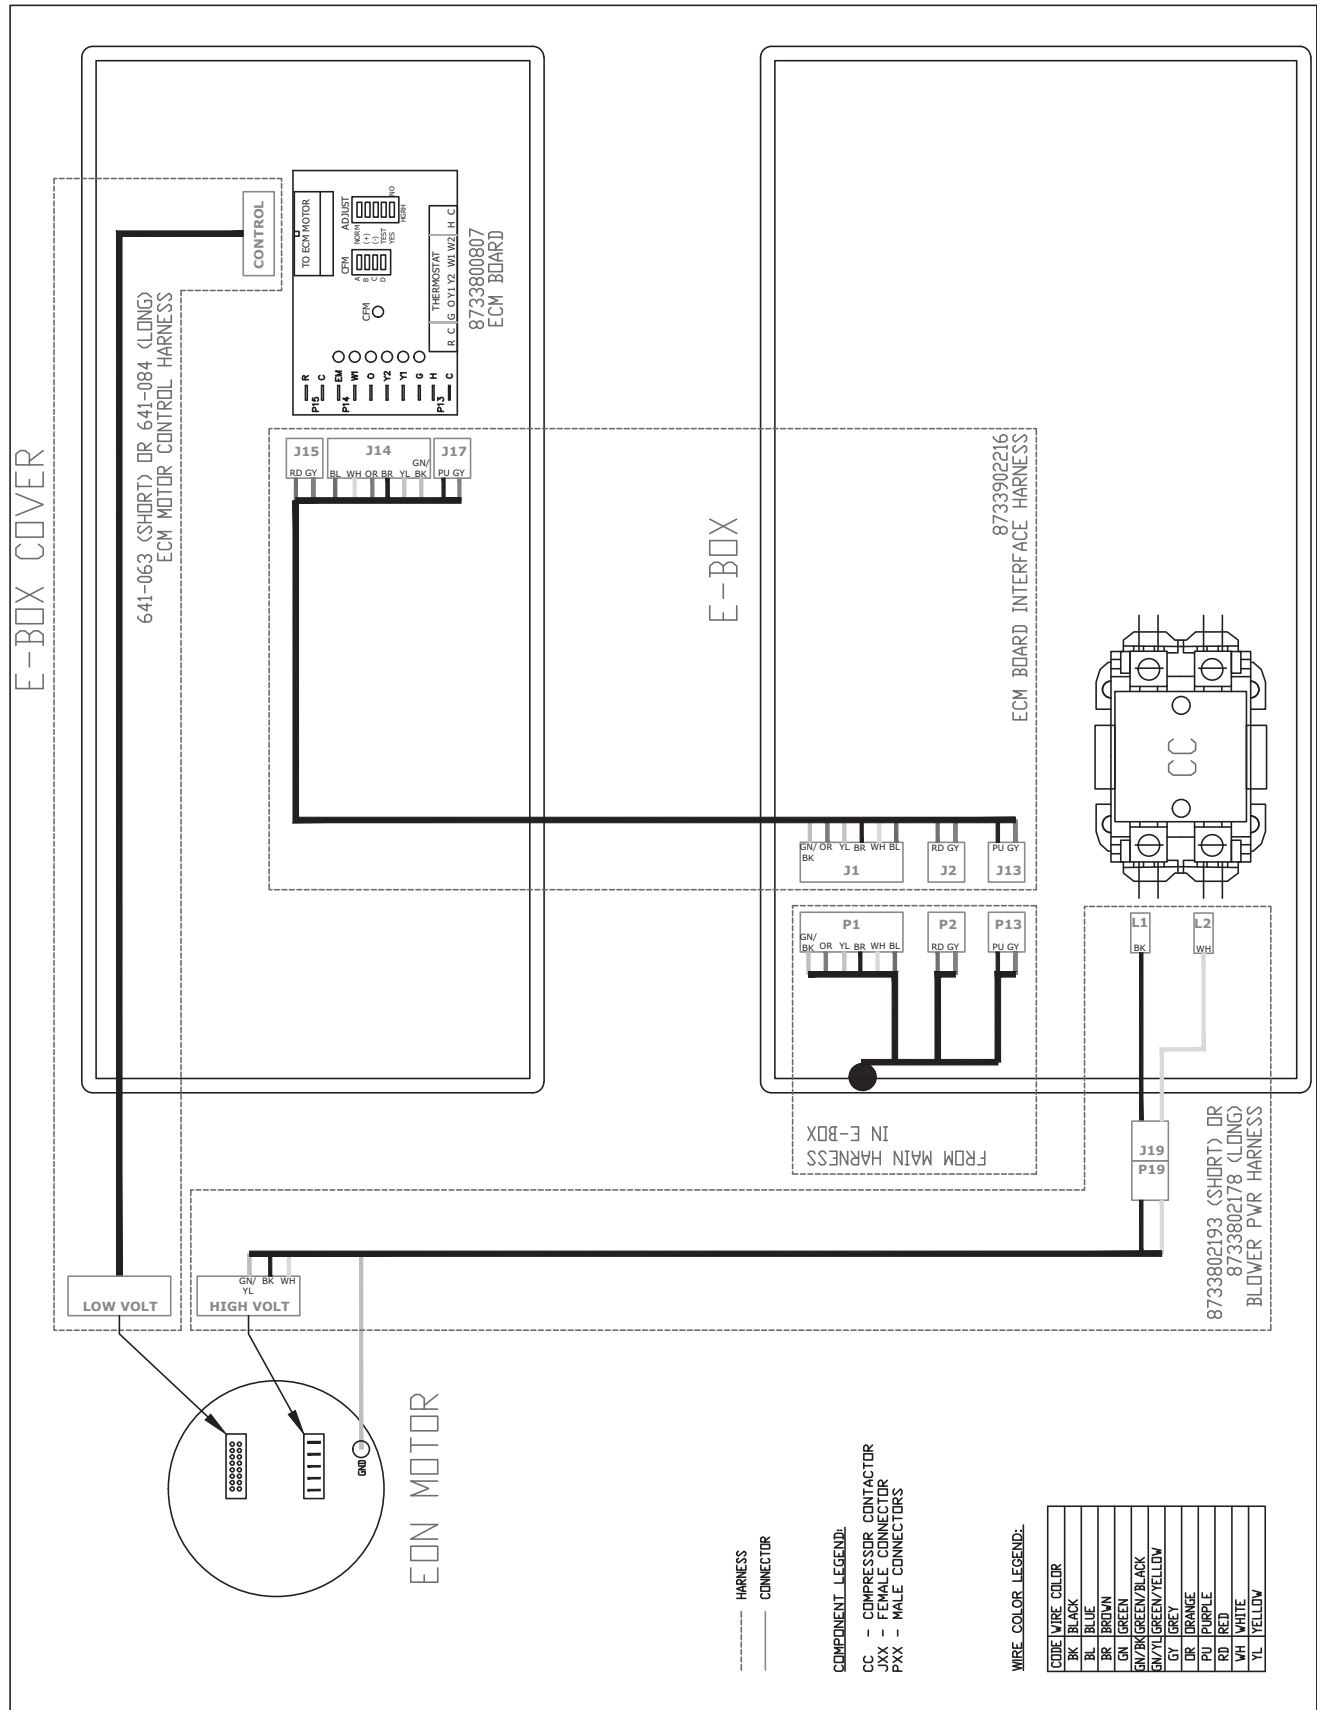 E-BOX COVER
641-063 (SHORT) OR 641-084 (LONG)
ECM MOTOR CONTROL HARNESS
CONTROL
TO ECM MOTOR
ADJUST
NORM
(+)
(-)
TEST
YES
NO
HGRH
CFM
A
B
C
D
CFM
THERMOSTAT
R C G O Y1 Y2 W1 W2 H C
8733800807
ECM BOARD
R
C
EM
W1
O
Y2
Y1
G
H
C
P15
P14
P13
J15
RD GY
J14
BL WH OR BR YL GN/
BK
J17
PU GY
E-BOX
8733902216
ECM BOARD INTERFACE HARNESS
GN/
BK OR YL BR WH BL
J1
RD GY
J2
PU GY
J13
CC
P1
GN/
BK OR YL BR WH BL
P2
RD GY
P13
PU GY
FROM MAIN HARNESS
IN E-BOX
L1
BK
L2
WH
J19
P19
8733802193 (SHORT) OR
8733802178 (LONG)
BLOWER PWR HARNESS
LOW VOLT
GN/
YL BK WH
HIGH VOLT
GND
EON MOTOR
HARNESS
CONNECTOR
COMPONENT LEGEND:
CC - COMPRESSOR CONTACTOR
JXX - FEMALE CONNECTOR
PXX - MALE CONNECTORS
WIRE COLOR LEGEND:
CODE WIRE COLOR
BK BLACK
BL BLUE
BR BROWN
GN GREEN
GN/BK GREEN/BLACK
GN/YL GREEN/YELLOW
GY GREY
OR ORANGE
PU PURPLE
RD RED
WH WHITE
YL YELLOW